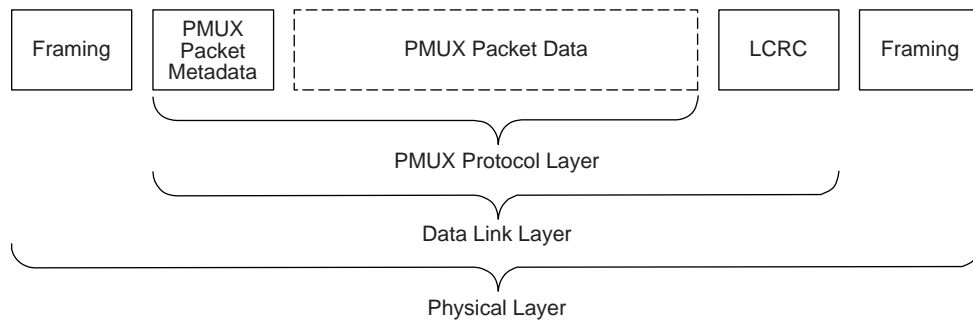 Framing
PMUX
Packet
Metadata
PMUX Packet Data
LCRC
Framing
PMUX Protocol Layer
Data Link Layer
Physical Layer